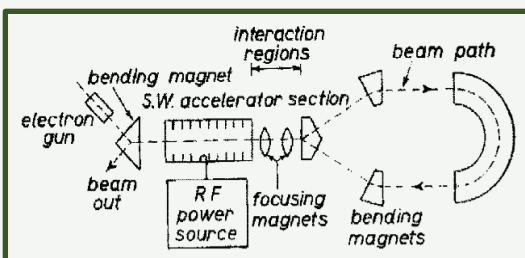 interaction
regions
beam path
bending magnet
S.W. accelerator section
electron
gun
beam
out
RF
power
source
focusing
magnets
bending
magnets